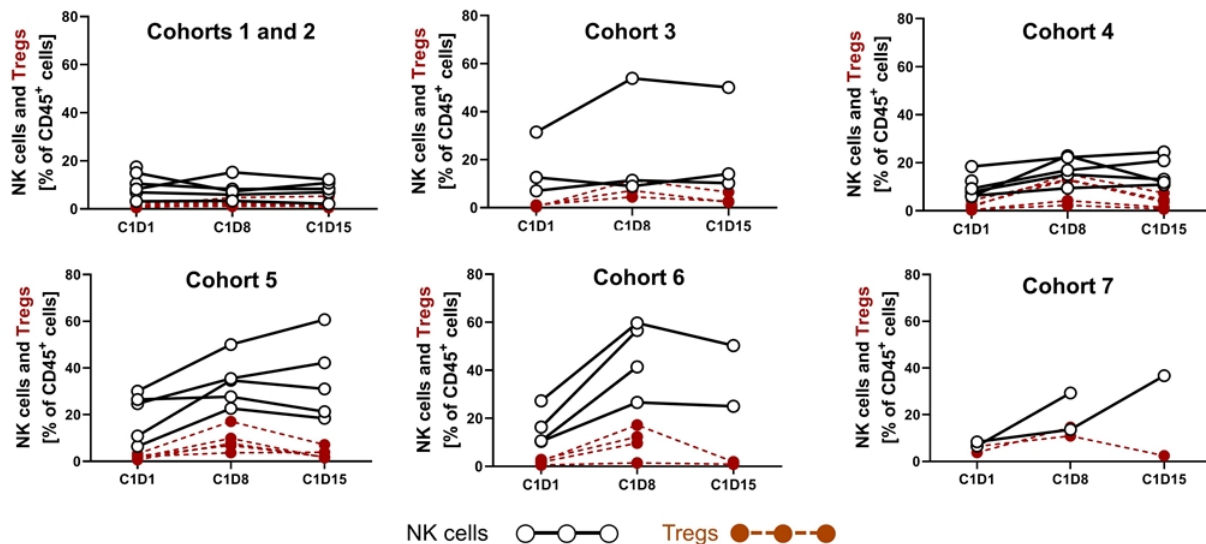 Cohorts 1 and 2
NK cells and Tregs
[% of CD45+ cells]
80
60
40
20
0
C1D1 C1D8 C1D15
Cohort 3
NK cells and Tregs
[% of CD45+ cells]
80
60
40
20
0
C1D1 C1D8 C1D15
Cohort 4
NK cells and Tregs
[% of CD45+ cells]
80
60
40
20
0
C1D1 C1D8 C1D15
Cohort 5
NK cells and Tregs
[% of CD45+ cells]
80
60
40
20
0
C1D1 C1D8 C1D15
Cohort 6
NK cells and Tregs
[% of CD45+ cells]
80
60
40
20
0
C1D1 C1D8 C1D15
Cohort 7
NK cells and Tregs
[% of CD45+ cells]
80
60
40
20
0
C1D1 C1D8 C1D15
NK cells Tregs